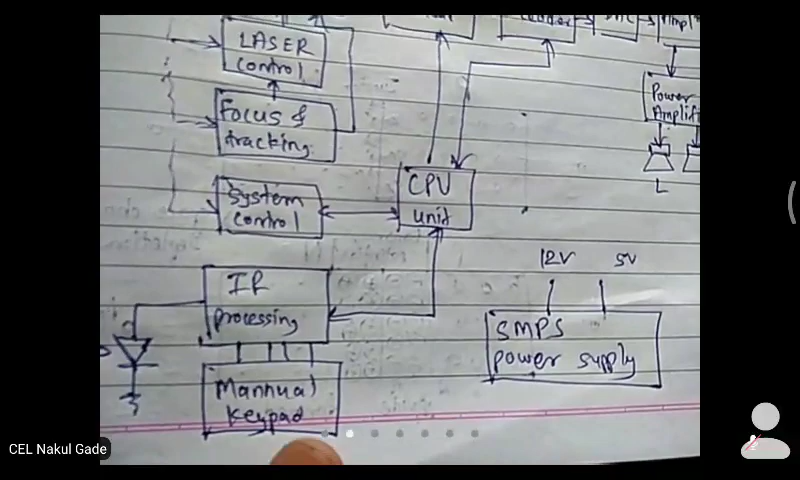 LASER
control
Focus &
tracking
System
control
CPU
unit
Power
Amplif
L
IR
processing
Mannual
keypad
12V 5V
SMPS
power supply
CEL Nakul Gade